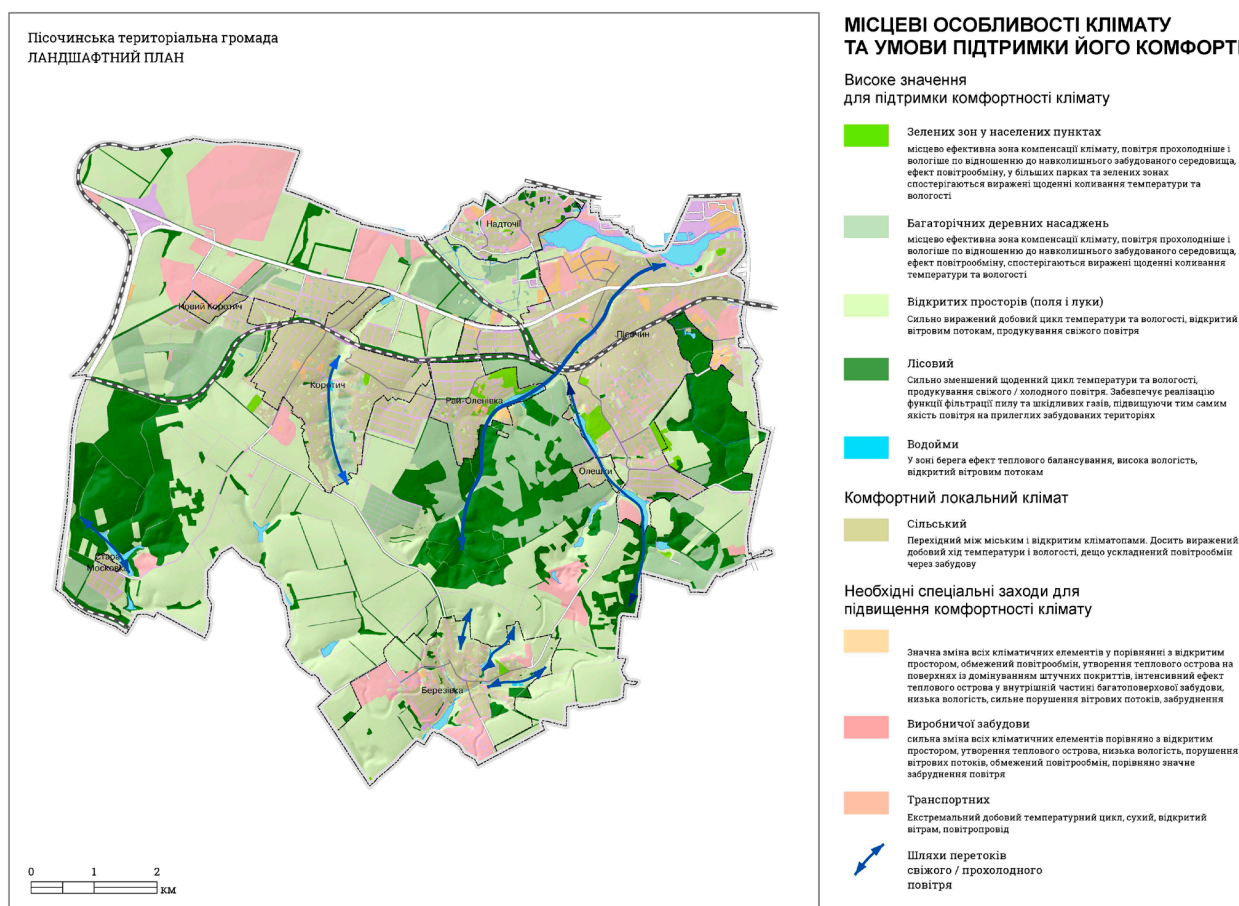 Пісочинська територіальна громада
ЛАНДШАФТНИЙ ПЛАН
Надточії
Новий Коротич
Пісочин
Коротич
Рай-Оленівка
Олешки
Стара
Московка
Березівка
0 1 2
км
МІСЦЕВІ ОСОБЛИВОСТІ КЛІМАТУ
ТА УМОВИ ПІДТРИМКИ ЙОГО
Високе значення
для підтримки комфортності клімату
Зелених зон у населених пунктах
місцево ефективна зона компенсації клімату, повітря прохолодніше і
вологіше по відношенню до навколишнього забудованого середовища,
ефект повітрообміну, у більших парках та зелених зонах
спостерігаються виражені щоденні коливання температури та
вологості
Багаторічних деревних насаджень
місцево ефективна зона компенсації клімату, повітря прохолодніше і
вологіше по відношенню до навколишнього забудованого середовища,
ефект повітрообміну, спостерігаються виражені щоденні коливання
температури та вологості
Відкритих просторів (поля і луки)
Сильно виражений добовий цикл температури та вологості, відкритий
вітровим потокам, продукування свіжого повітря
Лісовий
Сильно зменшений щоденний цикл температури та вологості,
продукування свіжого / холодного повітря. Забезпечує реалізацію
функції фільтрації пилу та шкідливих газів, підвищуючи тим самим
якість повітря на прилеглих забудованих територіях
Водойми
У зоні берега ефект теплового балансування, висока вологість,
відкритий вітровим потокам
Комфортний локальний клімат
Сільський
Перехідний між міським і відкритим кліматопами. Досить виражений
добовий хід температури і вологості, дещо ускладнений повітрообмін
через забудову
Необхідні спеціальні заходи для
підвищення комфортності клімату
Значна зміна всіх кліматичних елементів у порівнянні з відкритим
простором, обмежений повітрообмін, утворення теплового острова на
поверхнях із домінуванням штучних покриттів, інтенсивний ефект
теплового острова у внутрішній частині багатоповерхової забудови,
низька вологість, сильне порушення вітрових потоків, забруднення
Виробничої забудови
сильна зміна всіх кліматичних елементів порівняно з відкритим
простором, утворення теплового острова, низька вологість, порушення
вітрових потоків, обмежений повітрообмін, порівняно значне
забруднення повітря
Транспортних
Екстремальний добовий температурний цикл, сухий, відкритий
вітрам, повітропровід
Шляхи перетоків
свіжого / прохолодного
повітря